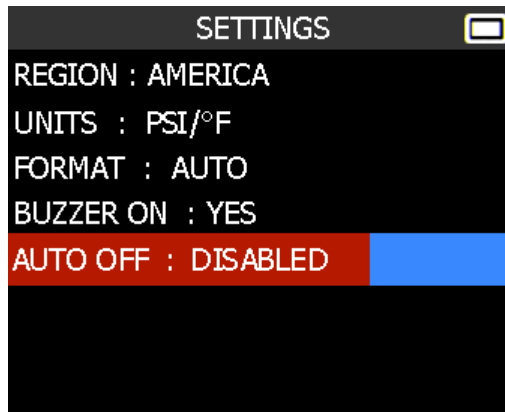 SETTINGS
REGION : AMERICA
UNITS : PSI/°F
FORMAT : AUTO
BUZZER ON : YES
AUTO OFF : DISABLED